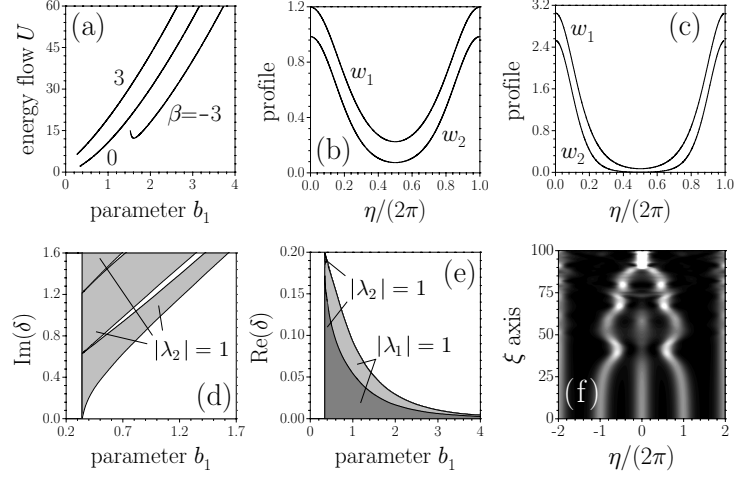 (a)
energy flow U
60
45
30
15
0
3
0
β=-3
0
1
2
3
4
parameter b1
(b)
profile
1.2
0.8
0.4
0.0
w1
w2
0.0
0.2
0.4
0.6
0.8
1.0
η/(2π)
(c)
profile
3.2
2.4
1.6
0.8
0.0
w1
w2
0.0
0.2
0.4
0.6
0.8
1.0
η/(2π)
(d)
Im(δ)
1.6
1.2
0.8
0.4
0.0
|λ2| = 1
0.2
0.7
1.2
1.7
parameter b1
(e)
Re(δ)
0.20
0.15
0.10
0.05
0.00
|λ2| = 1
|λ1| = 1
0
1
2
3
4
parameter b1
(f)
ξ axis
100
75
50
25
0
-2
-1
0
1
2
η/(2π)